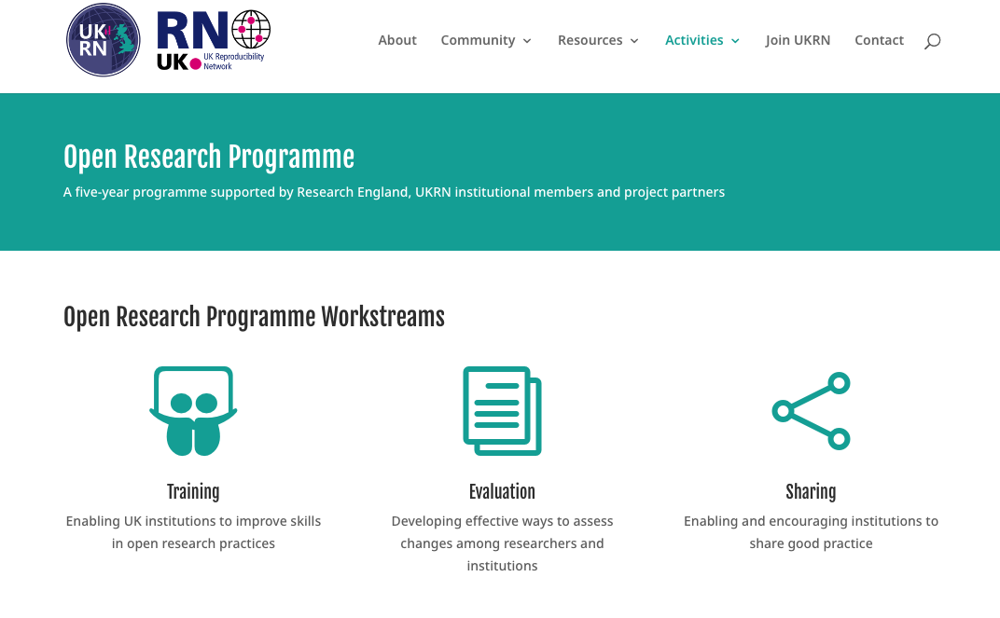 UK
RN
RN
UK
UK Reproducibility
Network
About
Community
Resources
Activities
Join UKRN
Contact
Open Research Programme
A five-year programme supported by Research England, UKRN institutional members and project partners
Open Research Programme Workstreams
Training
Enabling UK institutions to improve skills
in open research practices
Evaluation
Developing effective ways to assess
changes among researchers and
institutions
Sharing
Enabling and encouraging institutions to
share good practice